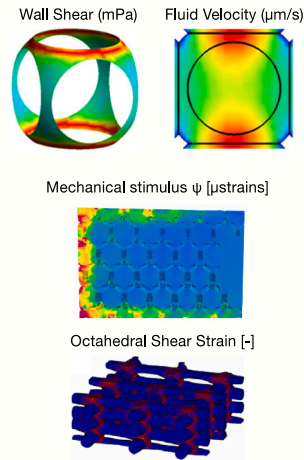 Wall Shear (mPa)
Fluid Velocity (μm/s)
Mechanical stimulus ψ [μstrains]
Octahedral Shear Strain [-]